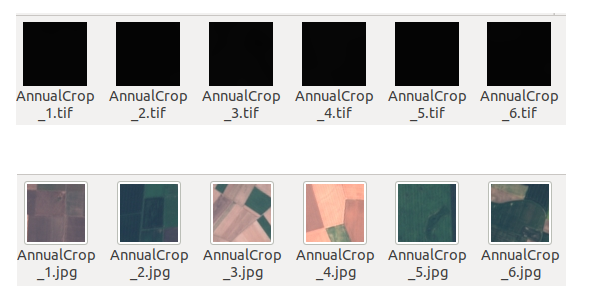 AnnualCrop AnnualCrop AnnualCrop AnnualCrop AnnualCrop AnnualCrop
_1.tif _2.tif _3.tif _4.tif _5.tif _6.tif
AnnualCrop AnnualCrop AnnualCrop AnnualCrop AnnualCrop AnnualCrop
_1.jpg _2.jpg _3.jpg _4.jpg _5.jpg _6.jpg